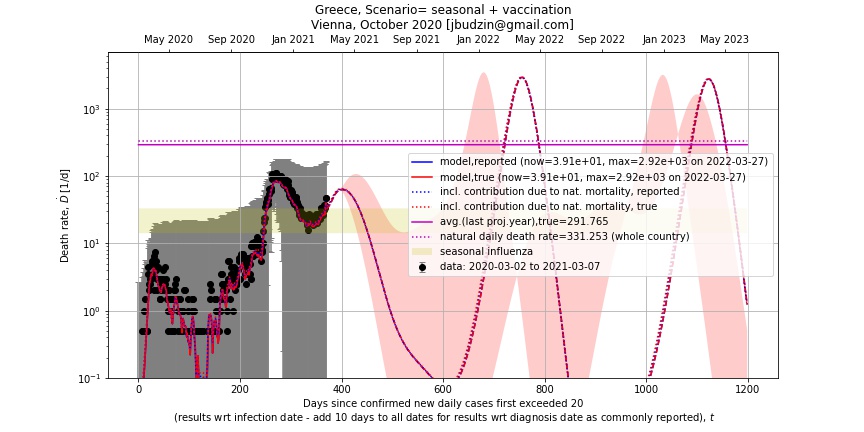 Greece, Scenario= seasonal + vaccination
Vienna, October 2020 [jbudzin@gmail.com]
May 2020 Sep 2020 Jan 2021 May 2021 Sep 2021 Jan 2022 May 2022 Sep 2022 Jan 2023 May 2023
Death rate, D [1/d]
10³
10²
10¹
10⁰
10⁻¹
model,reported (now=3.91e+01, max=2.92e+03 on 2022-03-27)
model,true (now=3.91e+01, max=2.92e+03 on 2022-03-27)
incl. contribution due to nat. mortality, reported
incl. contribution due to nat. mortality, true
avg.(last proj.year),true=291.765
natural daily death rate=331.253 (whole country)
seasonal influenza
data: 2020-03-02 to 2021-03-07
0 200 400 600 800 1000 1200
Days since confirmed new daily cases first exceeded 20
(results wrt infection date - add 10 days to all dates for results wrt diagnosis date as commonly reported), t